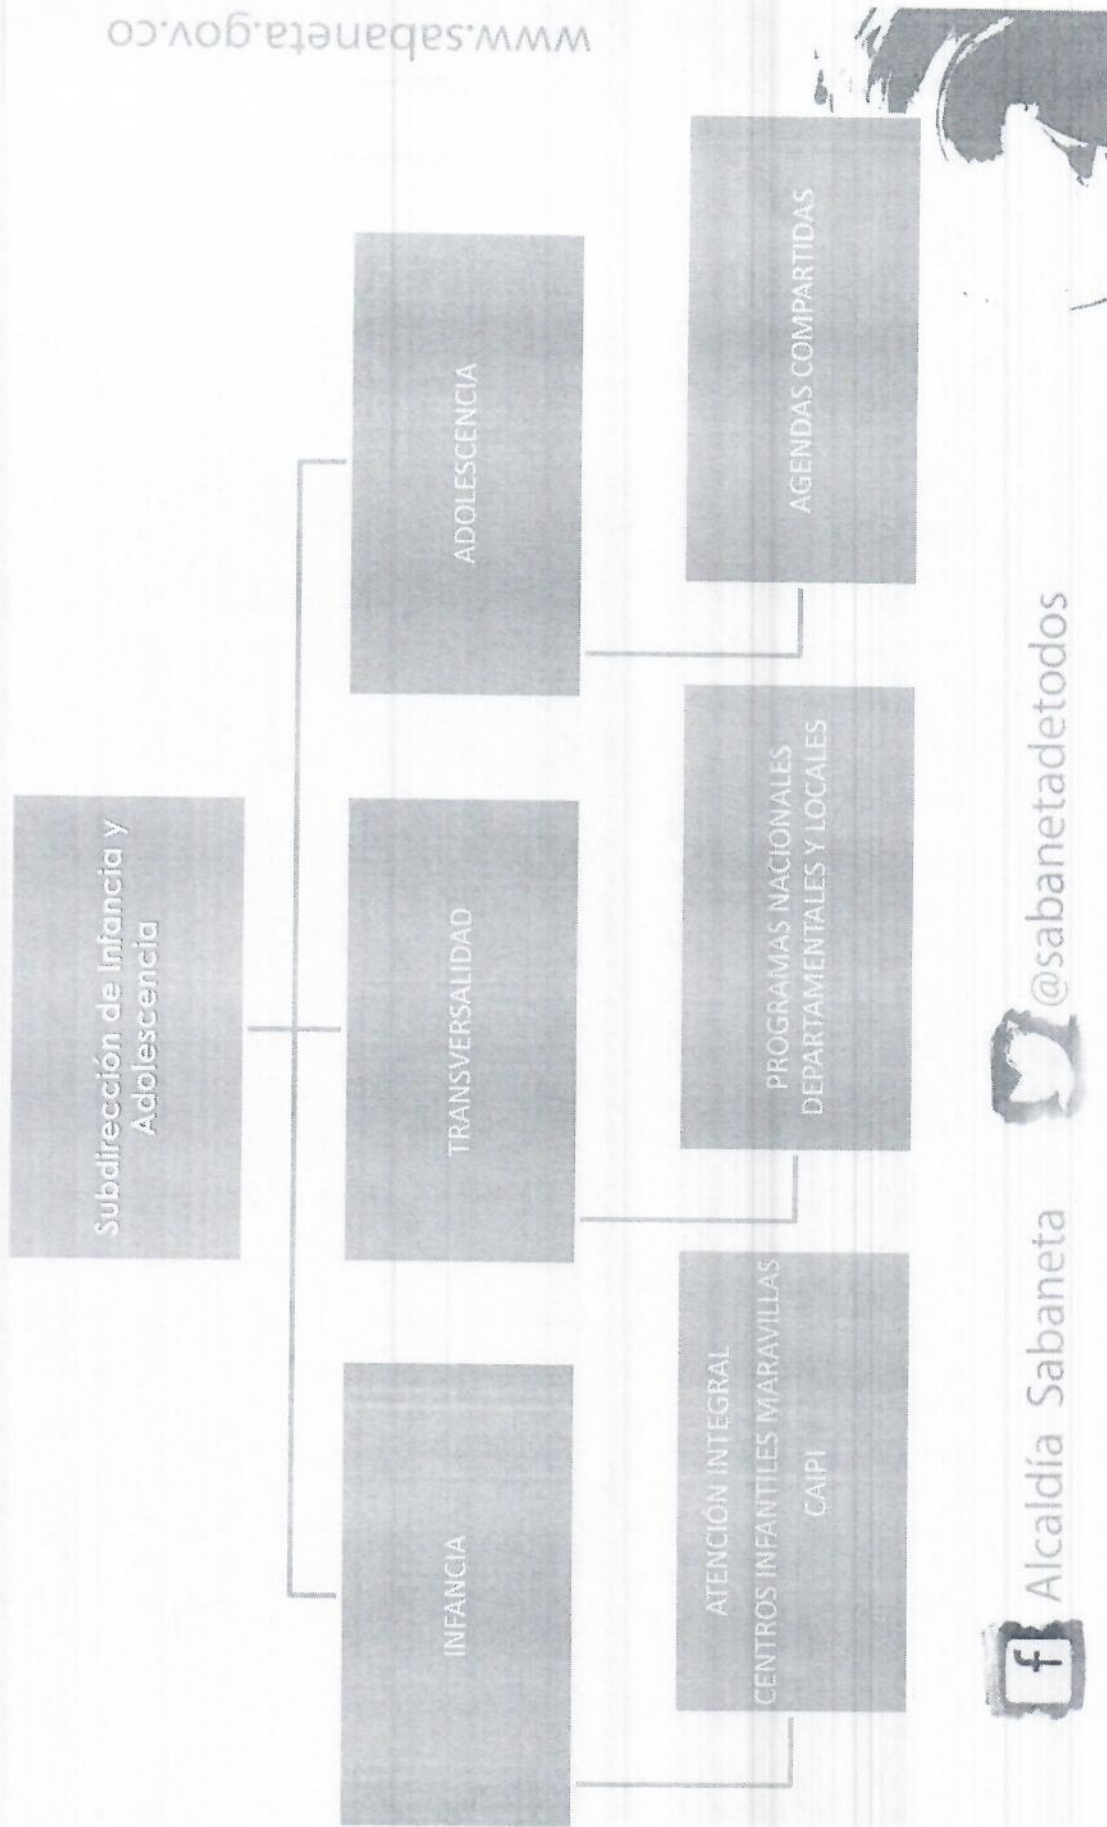 Subdirección de Infancia y
Adolescencia
INFANCIA
TRANSVERSALIDAD
ADOLESCENCIA
ATENCIÓN INTEGRAL
CENTROS INFANTILES MARAVILLAS
CAIPI
PROGRAMAS NACIONALES
DEPARTAMENTALES Y LOCALES
AGENDAS COMPARTIDAS
f Alcaldía Sabaneta
@sabanetadetodos
www.sabaneta.gov.co